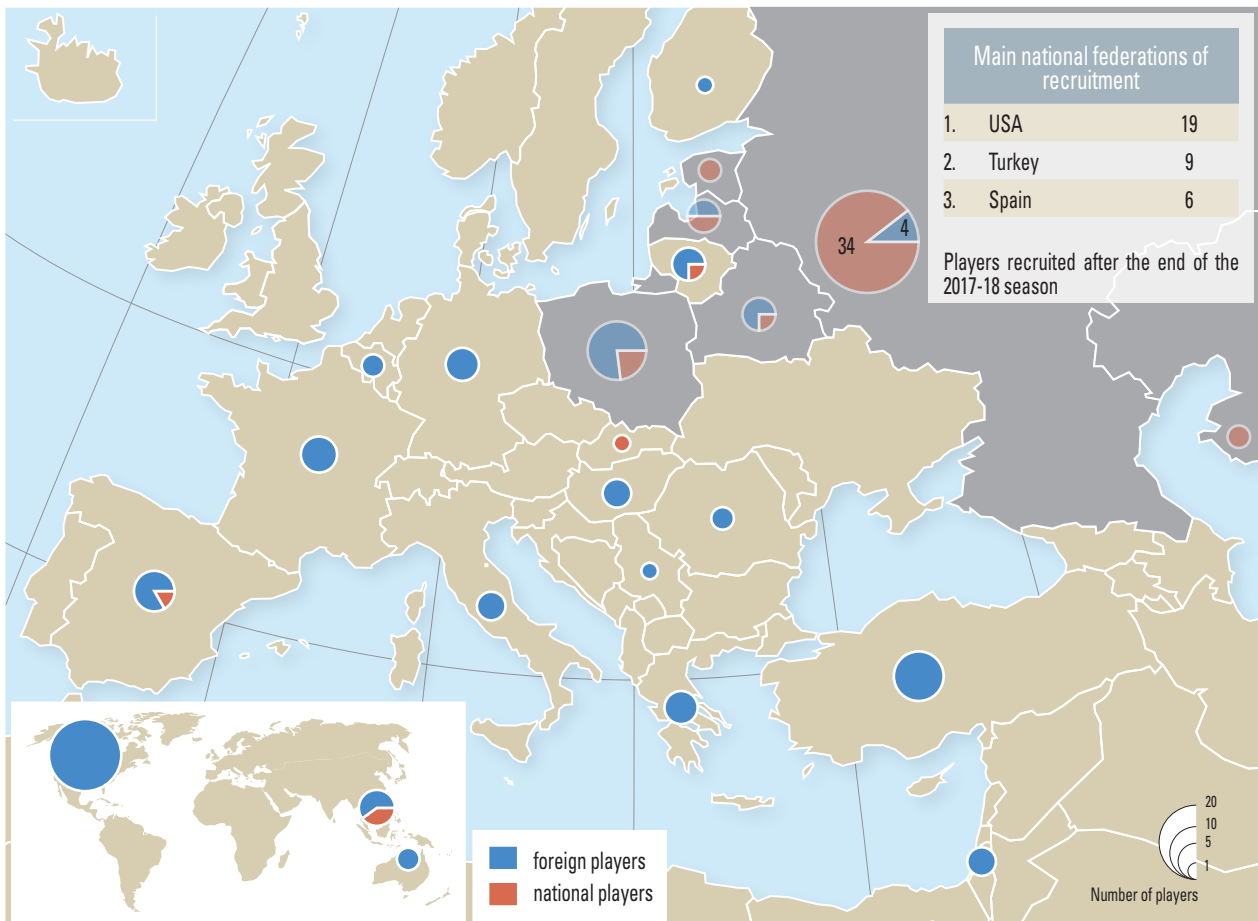 Main national federations of
recruitment
1. USA 19
2. Turkey 9
3. Spain 6
Players recruited after the end of the
2017-18 season
34
4
foreign players
national players
20
10
5
1
Number of players